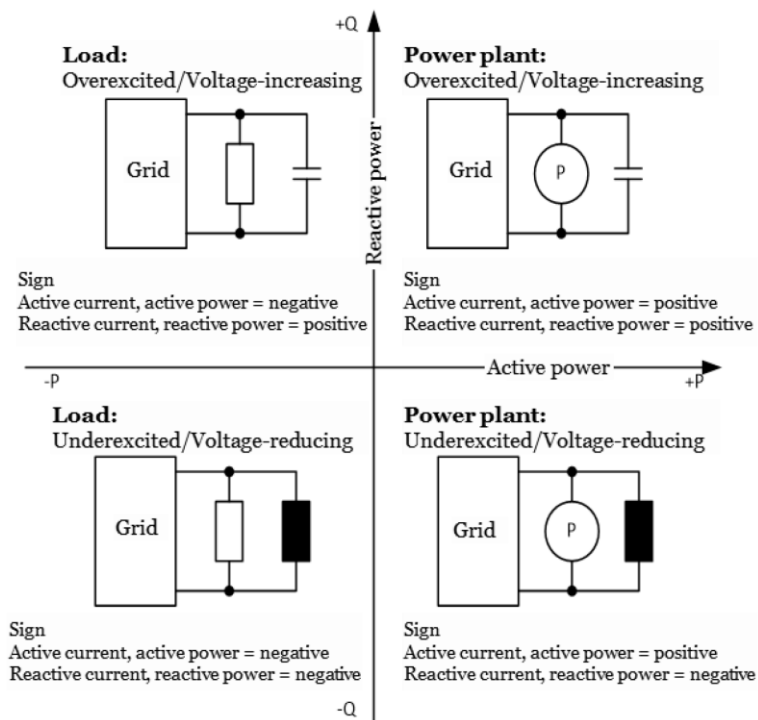 +Q
Load:
Overexcited/Voltage-increasing
Grid
Sign
Active current, active power = negative
Reactive current, reactive power = positive
Reactive power
Power plant:
Overexcited/Voltage-increasing
Grid
P
Sign
Active current, active power = positive
Reactive current, reactive power = positive
-P
Active power
+P
Load:
Underexcited/Voltage-reducing
Grid
Sign
Active current, active power = negative
Reactive current, reactive power = negative
Power plant:
Underexcited/Voltage-reducing
Grid
P
Sign
Active current, active power = positive
Reactive current, reactive power = negative
-Q